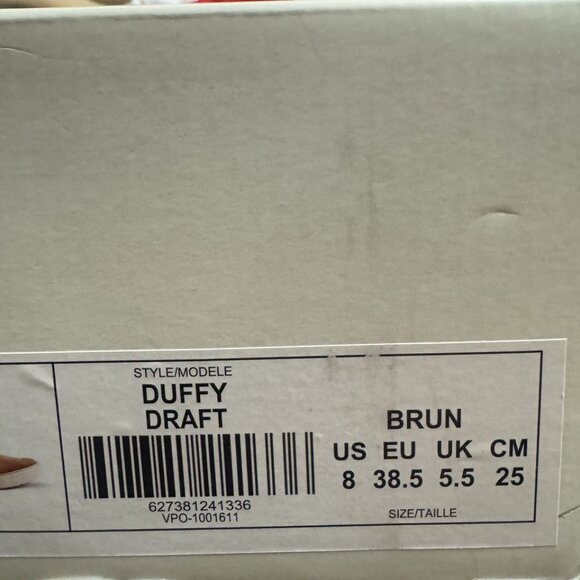 STYLE/MODELE
DUFFY
DRAFT
627381241336
VPO-1001611
BRUN
US EU UK CM
8 38.5 5.5 25
SIZE/TAILLE